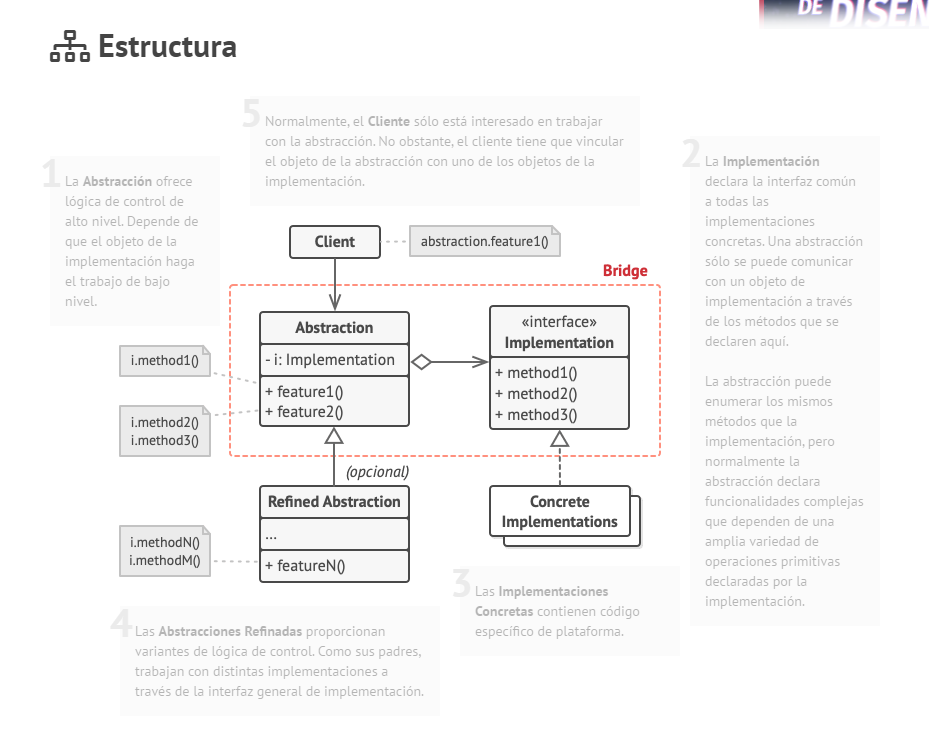 DE DISEÑ
Estructura
5
Normalmente, el Cliente sólo está interesado en trabajar
con la abstracción. No obstante, el cliente tiene que vincular
el objeto de la abstracción con uno de los objetos de la
implementación.
1
La Abstracción ofrece
lógica de control de
alto nivel. Depende de
que el objeto de la
implementación haga
el trabajo de bajo
nivel.
2
La Implementación
declara la interfaz común
a todas las
implementaciones
concretas. Una abstracción
sólo se puede comunicar
con un objeto de
implementación a través
de los métodos que se
declaren aquí.
La abstracción puede
enumerar los mismos
métodos que la
implementación, pero
normalmente la
abstracción declara
funcionalidades complejas
que dependen de una
amplia variedad de
operaciones primitivas
declaradas por la
implementación.
Client
abstraction.feature1()
Bridge
Abstraction
- i: Implementation
+ feature1()
+ feature2()
«interface»
Implementation
+ method1()
+ method2()
+ method3()
i.method1()
i.method2()
i.method3()
(opcional)
Refined Abstraction
...
+ featureN()
Concrete
Implementations
i.methodN()
i.methodM()
3
Las Implementaciones
Concretas contienen código
específico de plataforma.
4
Las Abstracciones Refinadas proporcionan
variantes de lógica de control. Como sus padres,
trabajan con distintas implementaciones a
través de la interfaz general de implementación.